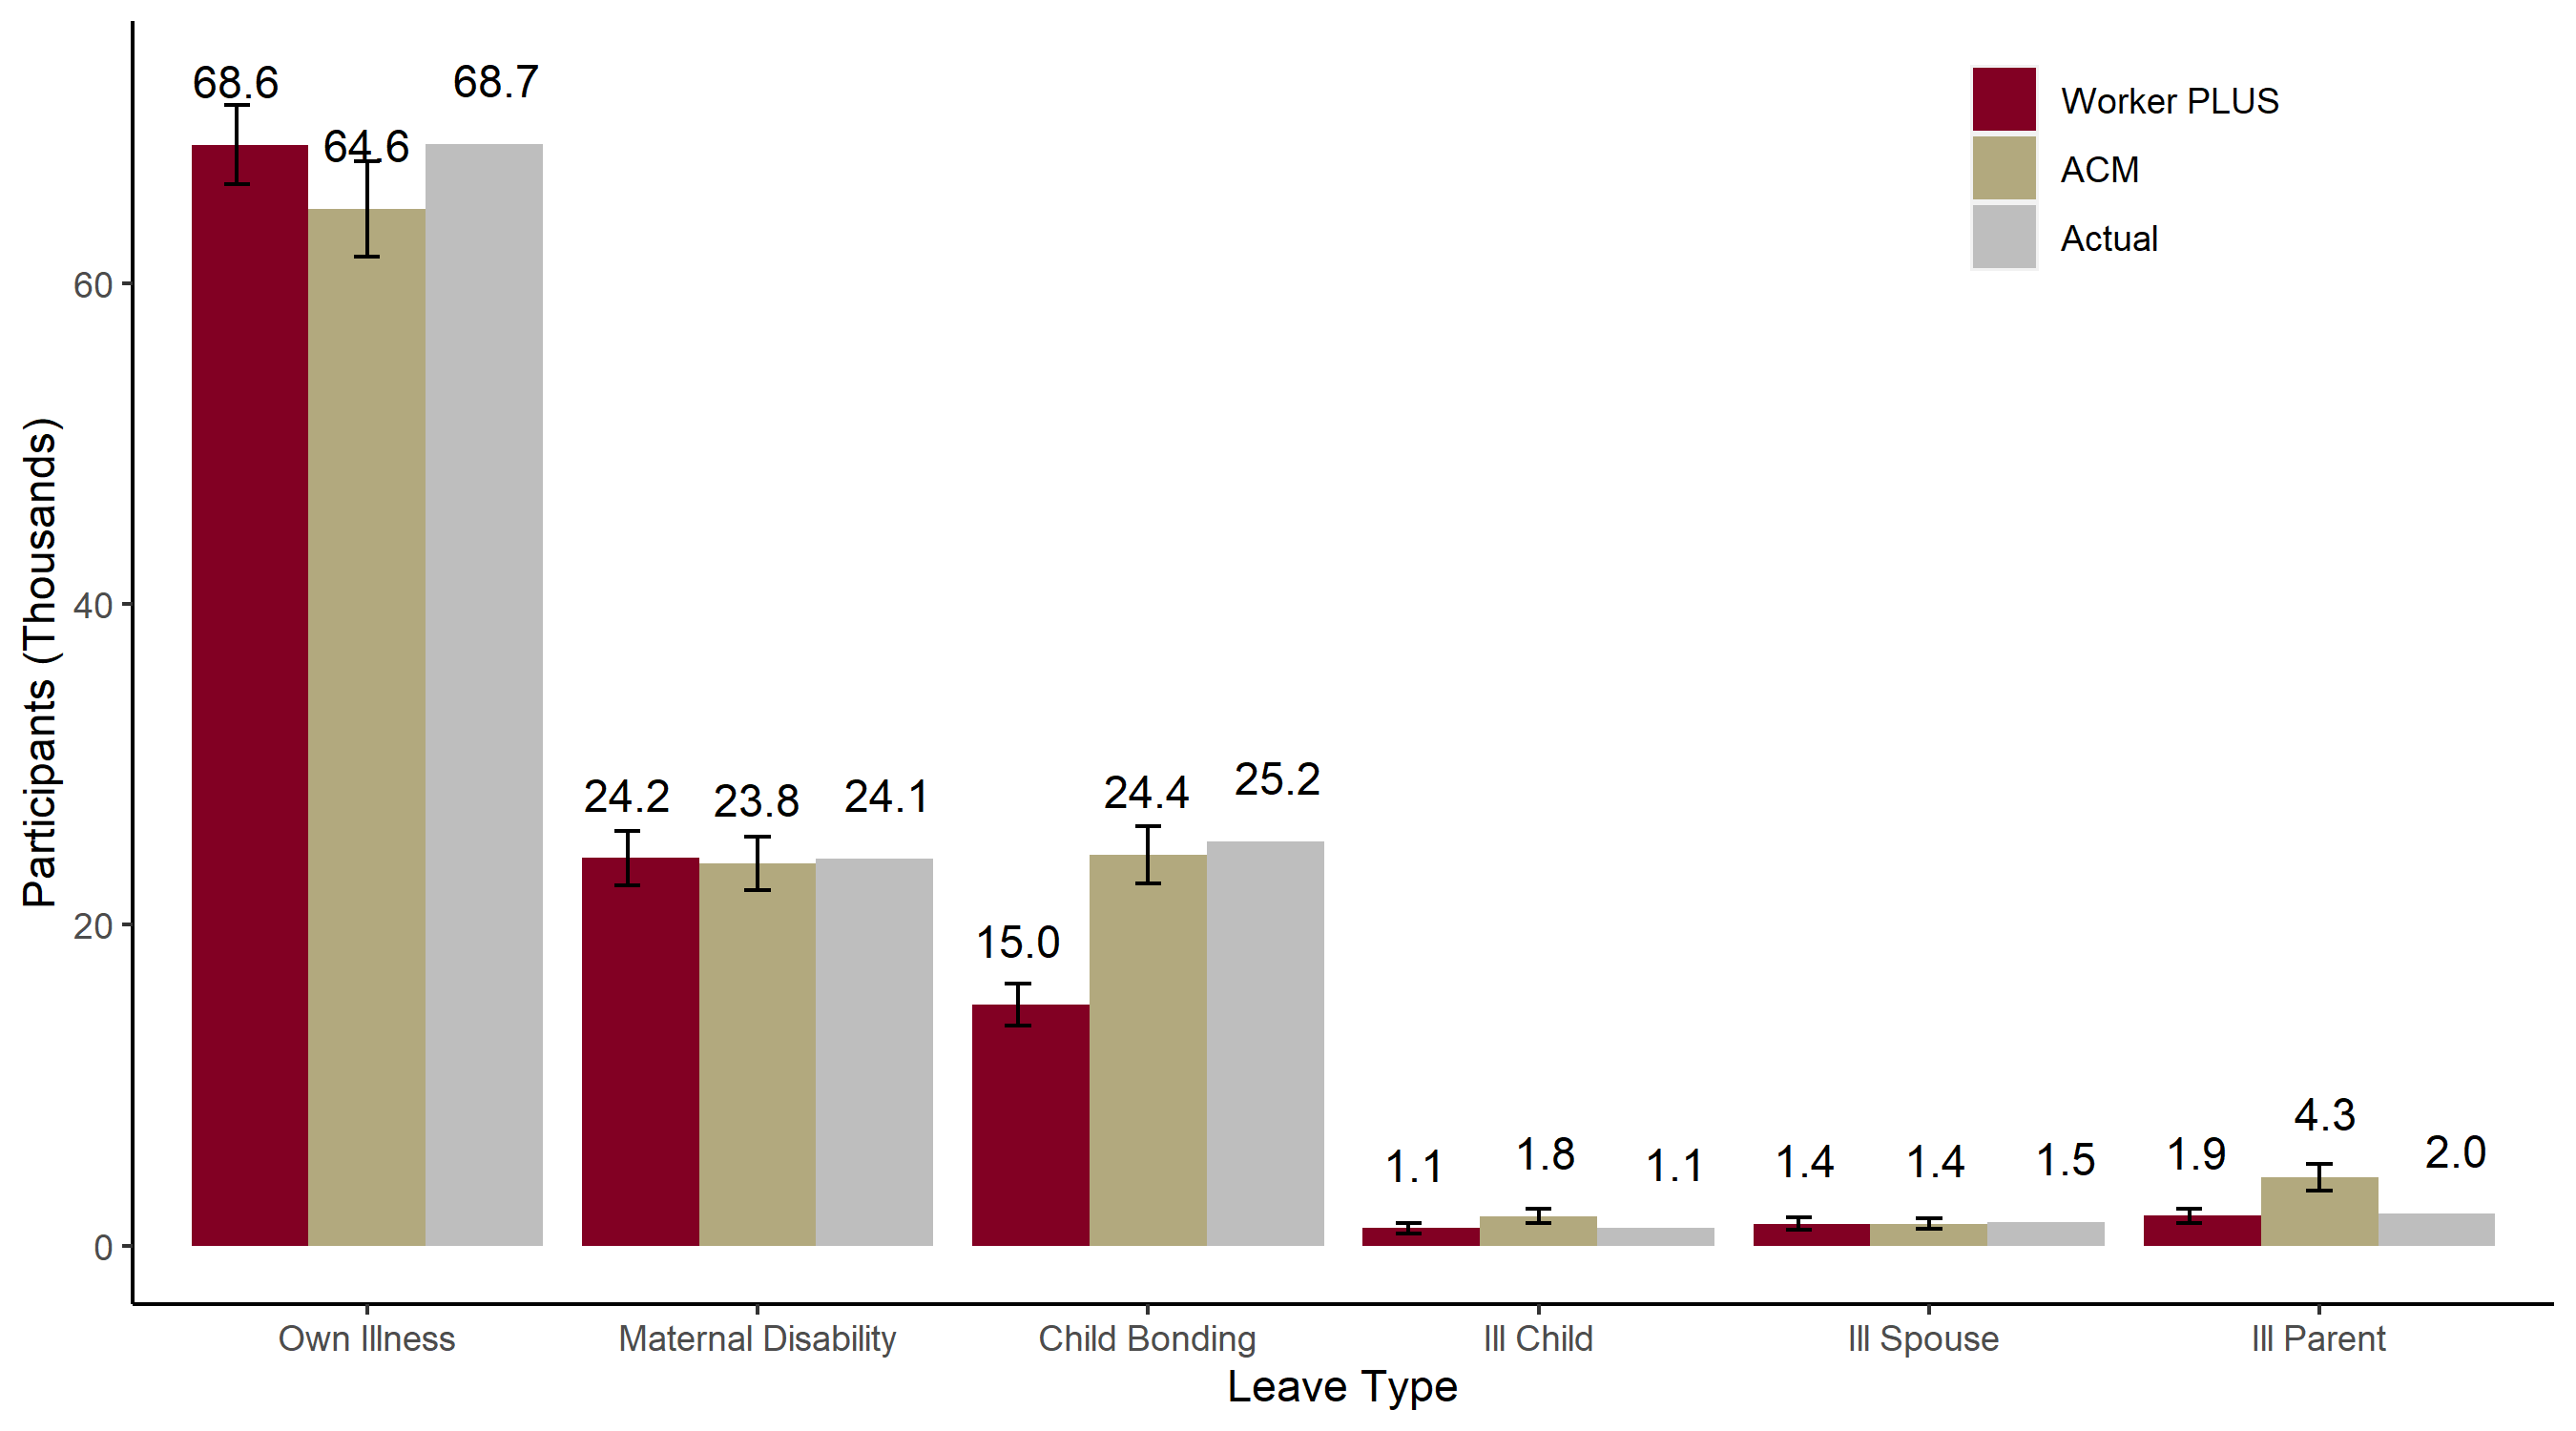 68.6
64.6
68.7
Worker PLUS
ACM
Actual
60
40
20
0
Participants (Thousands)
24.2
23.8
24.1
15.0
24.4
25.2
1.1
1.8
1.1
1.4
1.4
1.5
1.9
4.3
2.0
Own Illness
Maternal Disability
Child Bonding
Ill Child
Ill Spouse
Ill Parent
Leave Type